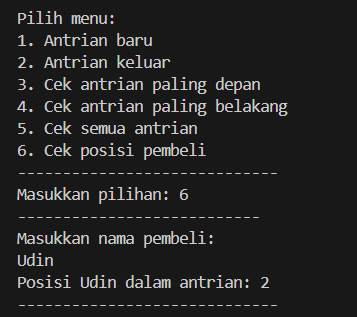 Pilih menu:
1. Antrian baru
2. Antrian keluar
3. Cek antrian paling depan
4. Cek antrian paling belakang
5. Cek semua antrian
6. Cek posisi pembeli
----------------------------
Masukkan pilihan: 6
--------------------------
Masukkan nama pembeli:
Udin
Posisi Udin dalam antrian: 2
----------------------------